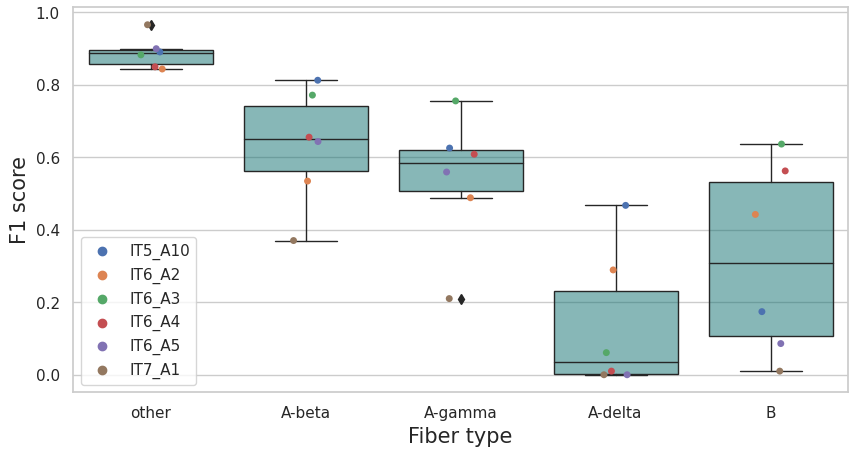 1.0
0.8
0.6
0.4
0.2
0.0
F1 score
IT5_A10
IT6_A2
IT6_A3
IT6_A4
IT6_A5
IT7_A1
other A-beta A-gamma A-delta B
Fiber type